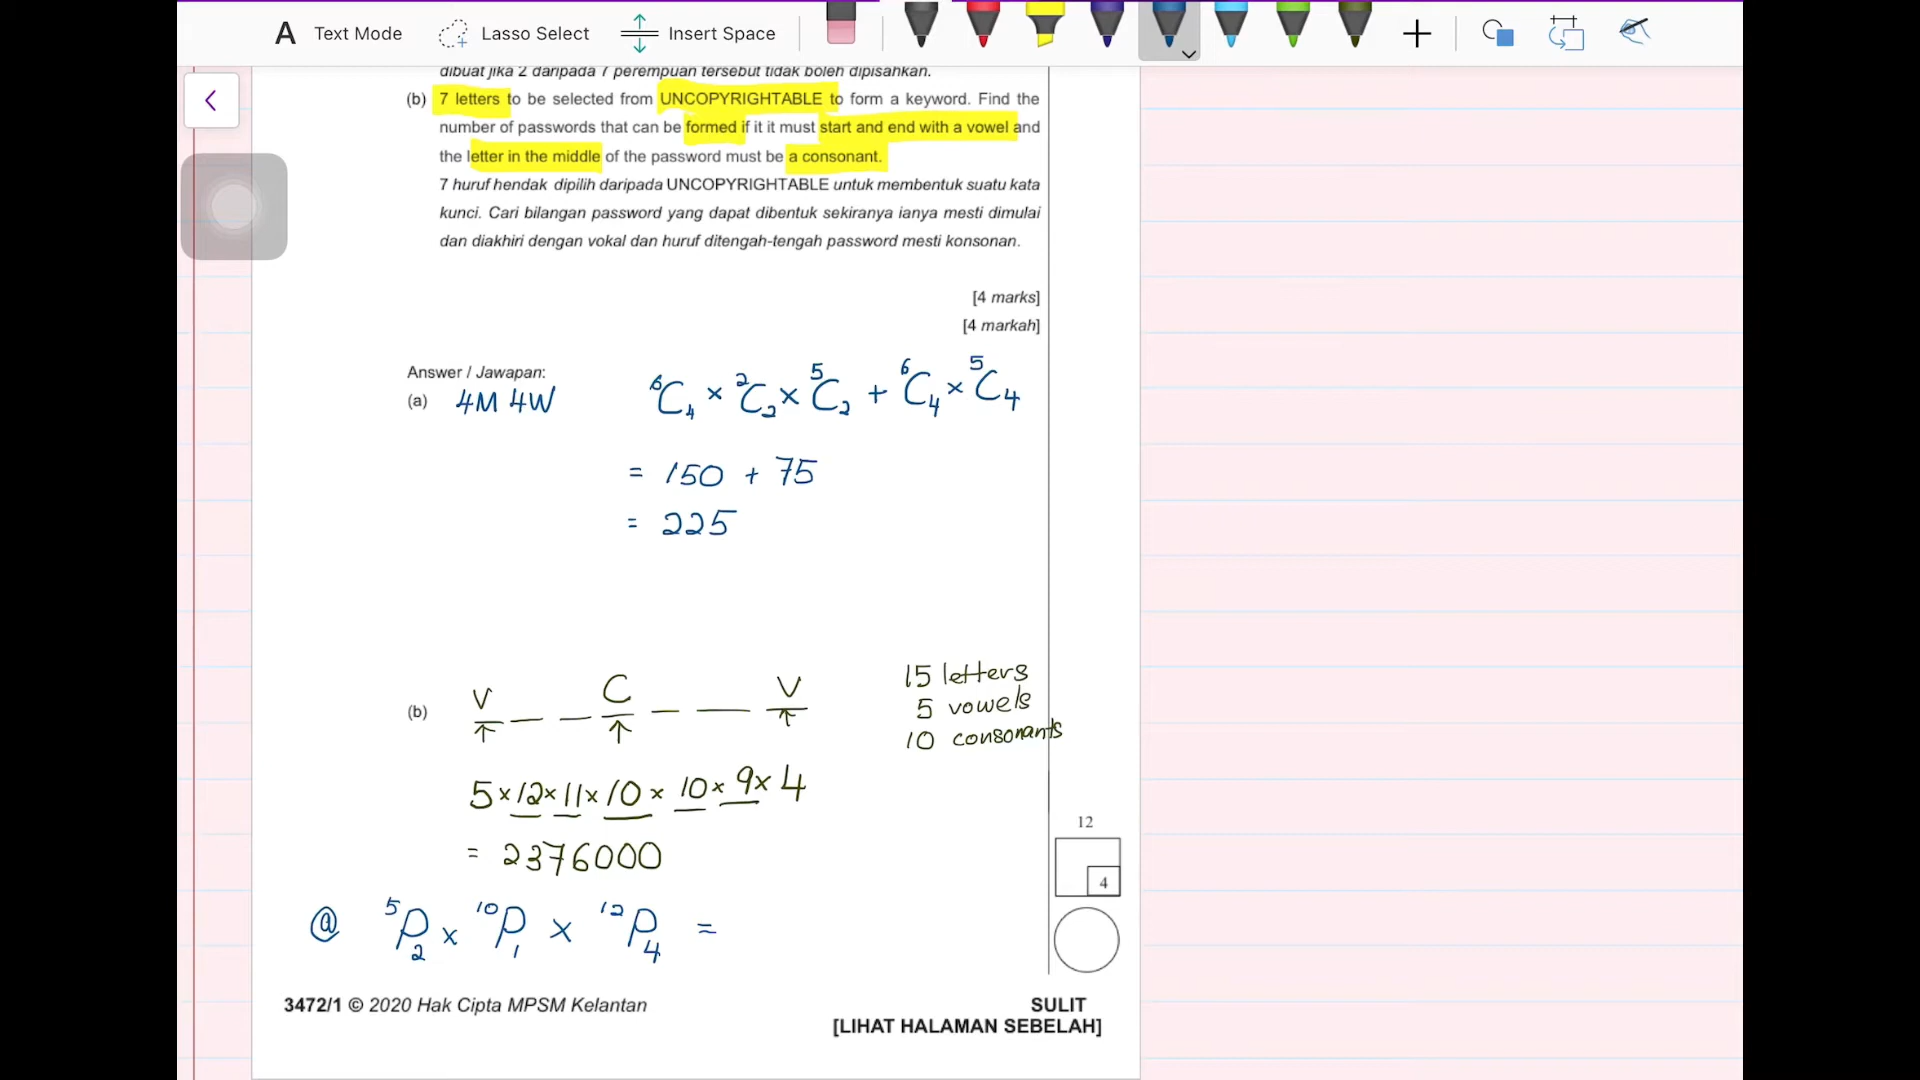 A Text Mode Lasso Select Insert Space
dibuat jika 2 daripada 7 perempuan tersebut tidak boleh dipisahkan.
(b) 7 letters to be selected from UNCOPYRIGHTABLE to form a keyword. Find the
number of passwords that can be formed if it it must start and end with a vowel and
the letter in the middle of the password must be a consonant.
7 huruf hendak dipilih daripada UNCOPYRIGHTABLE untuk membentuk suatu kata
kunci. Cari bilangan password yang dapat dibentuk sekiranya ianya mesti dimulai
dan diakhiri dengan vokal dan huruf ditengah-tengah password mesti konsonan.
[4 marks]
[4 markah]
Answer / Jawapan:
(a) 4M 4W ⁶C₄ × ²C₂ × ⁵C₂ + ⁶C₄ × ⁵C₄
= 150 + 75
= 225
(b) V _ _ C _ _ V
↑ ↑ ↑
15 letters
5 vowels
10 consonants
5 × 12 × 11 × 10 × 10 × 9 × 4
= 2376000
@ ⁵P₂ × ¹⁰P₁ × ¹²P₄ =
12
4
3472/1 © 2020 Hak Cipta MPSM Kelantan SULIT
[LIHAT HALAMAN SEBELAH]